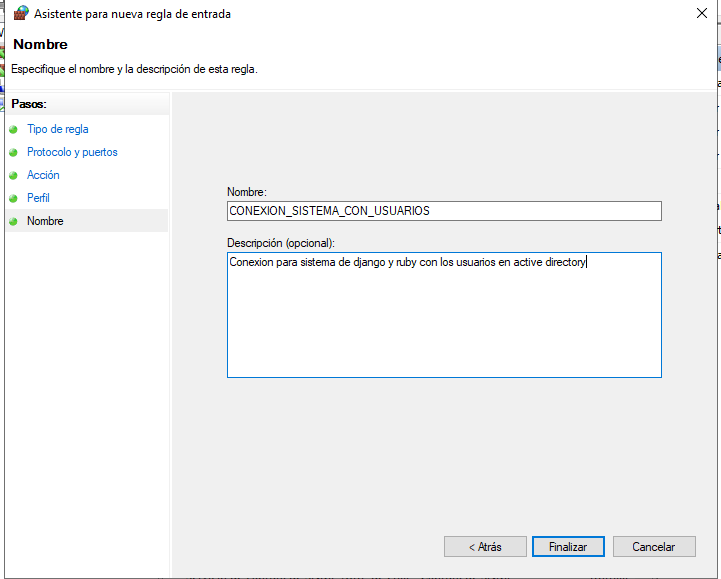 Asistente para nueva regla de entrada
Nombre
Especifique el nombre y la descripción de esta regla.
Pasos:
Tipo de regla
Protocolo y puertos
Acción
Perfil
Nombre
Nombre:
CONEXION_SISTEMA_CON_USUARIOS
Descripción (opcional):
Conexion para sistema de django y ruby con los usuarios en active directory
< Atrás
Finalizar
Cancelar